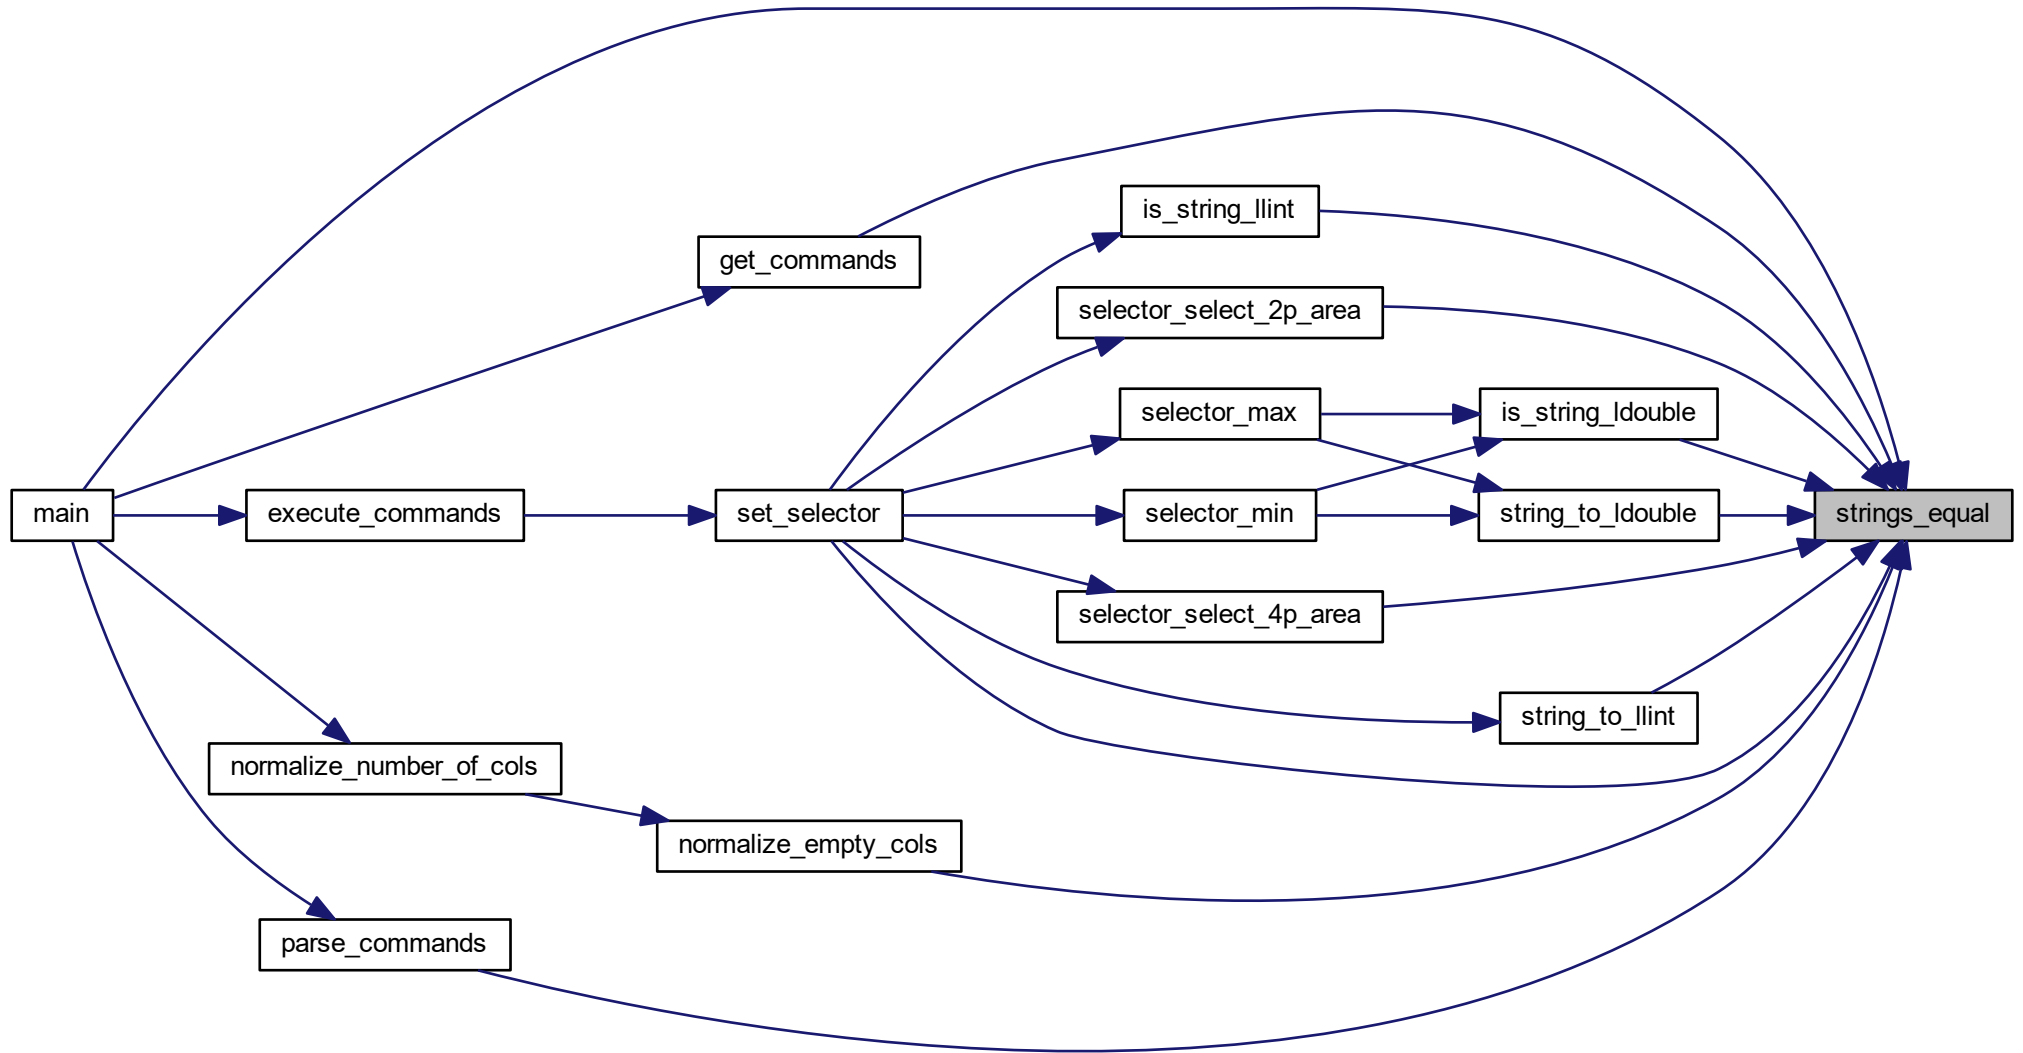 is_string_llint
get_commands
selector_select_2p_area
selector_max
is_string_ldouble
main
execute_commands
set_selector
selector_min
string_to_ldouble
strings_equal
selector_select_4p_area
string_to_llint
normalize_number_of_cols
normalize_empty_cols
parse_commands